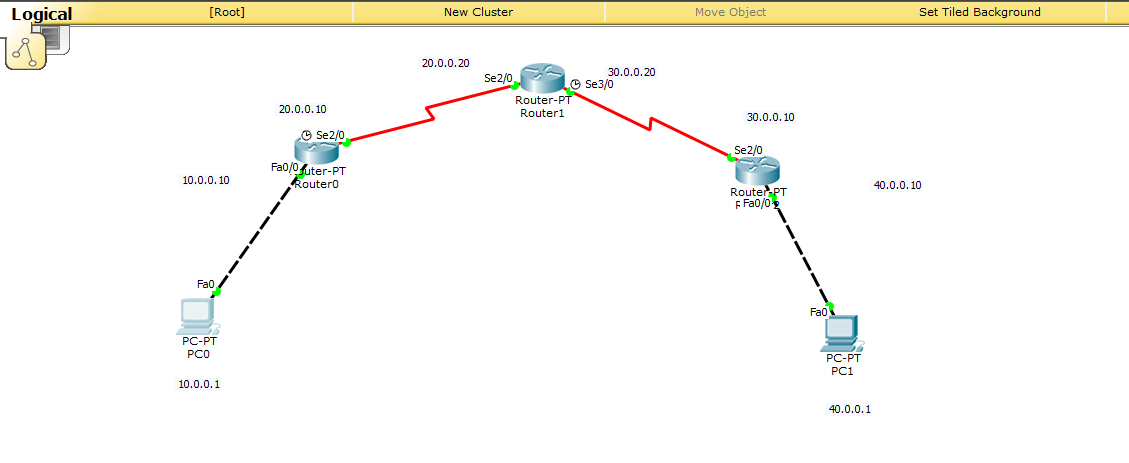 Logical
[Root]
New Cluster
Move Object
Set Tiled Background
20.0.0.20
Se2/0
Se3/0
30.0.0.20
Router-PT
Router1
20.0.0.10
Se2/0
30.0.0.10
Se2/0
Fa0/0
Router0
10.0.0.10
Router-PT
Fa0/0
40.0.0.10
Fa0
PC-PT
PC0
10.0.0.1
Fa0
PC-PT
PC1
40.0.0.1